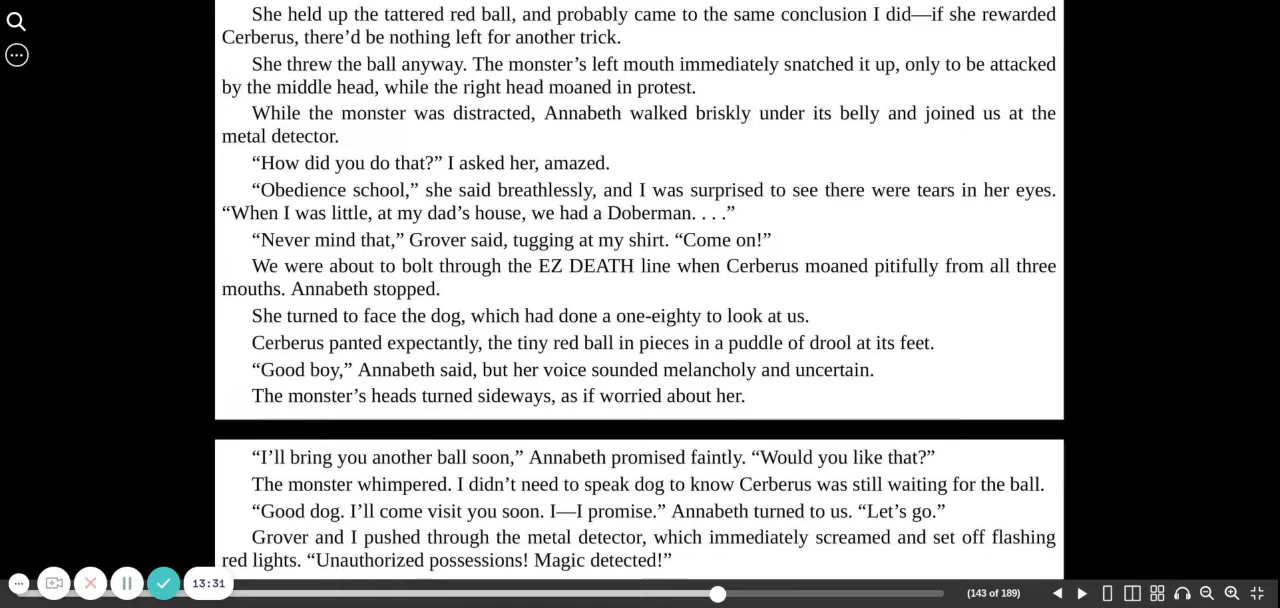 She held up the tattered red ball, and probably came to the same conclusion I did—if she rewarded
Cerberus, there’d be nothing left for another trick.
She threw the ball anyway. The monster’s left mouth immediately snatched it up, only to be attacked
by the middle head, while the right head moaned in protest.
While the monster was distracted, Annabeth walked briskly under its belly and joined us at the
metal detector.
“How did you do that?” I asked her, amazed.
“Obedience school,” she said breathlessly, and I was surprised to see there were tears in her eyes.
“When I was little, at my dad’s house, we had a Doberman. . . .”
“Never mind that,” Grover said, tugging at my shirt. “Come on!”
We were about to bolt through the EZ DEATH line when Cerberus moaned pitifully from all three
mouths. Annabeth stopped.
She turned to face the dog, which had done a one-eighty to look at us.
Cerberus panted expectantly, the tiny red ball in pieces in a puddle of drool at its feet.
“Good boy,” Annabeth said, but her voice sounded melancholy and uncertain.
The monster’s heads turned sideways, as if worried about her.
“I’ll bring you another ball soon,” Annabeth promised faintly. “Would you like that?”
The monster whimpered. I didn’t need to speak dog to know Cerberus was still waiting for the ball.
“Good dog. I’ll come visit you soon. I—I promise.” Annabeth turned to us. “Let’s go.”
Grover and I pushed through the metal detector, which immediately screamed and set off flashing
red lights. “Unauthorized possessions! Magic detected!”
13:31
(143 of 189)